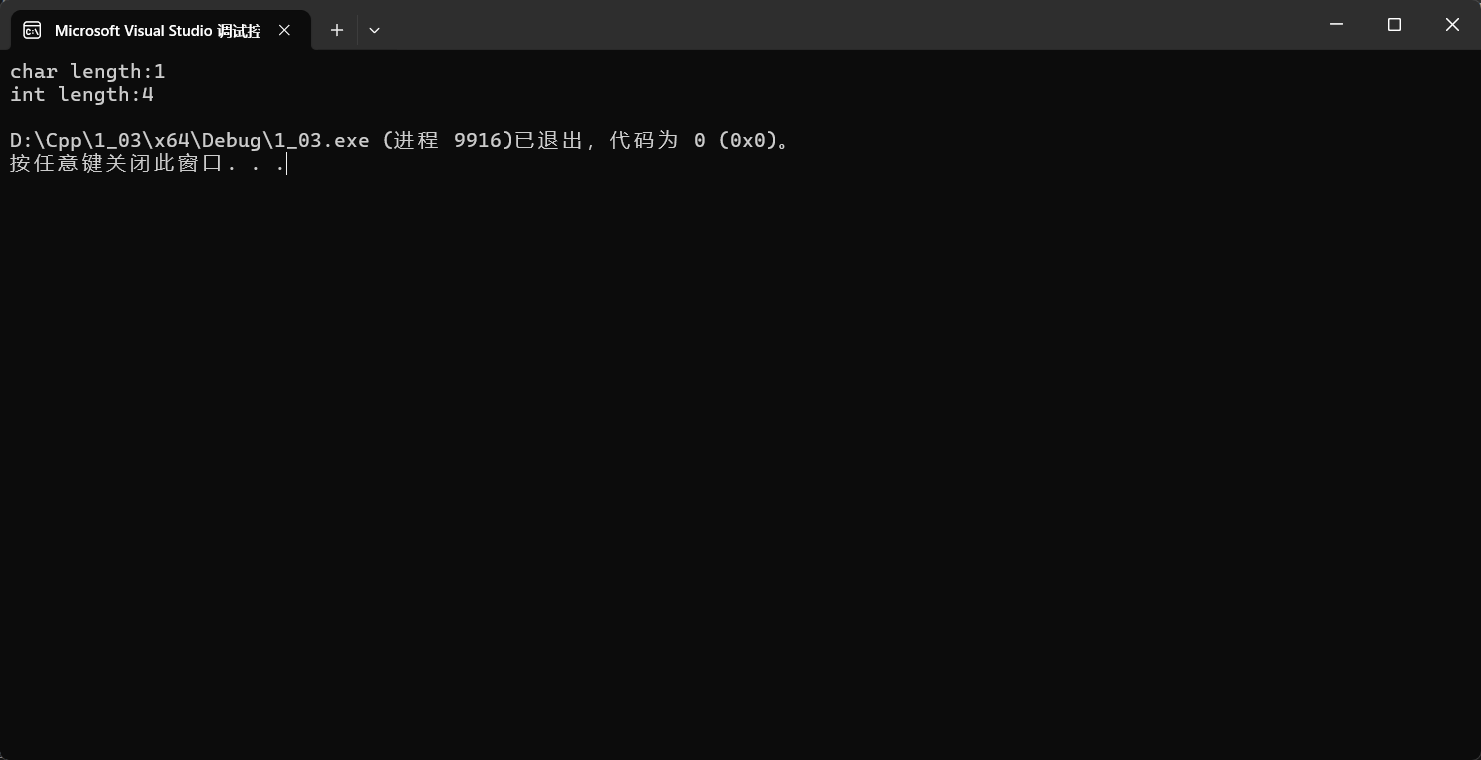 Microsoft Visual Studio 调试控
char length:1
int length:4
D:\Cpp\1_03\x64\Debug\1_03.exe (进程 9916)已退出，代码为 0 (0x0)。
按任意键关闭此窗口. . .